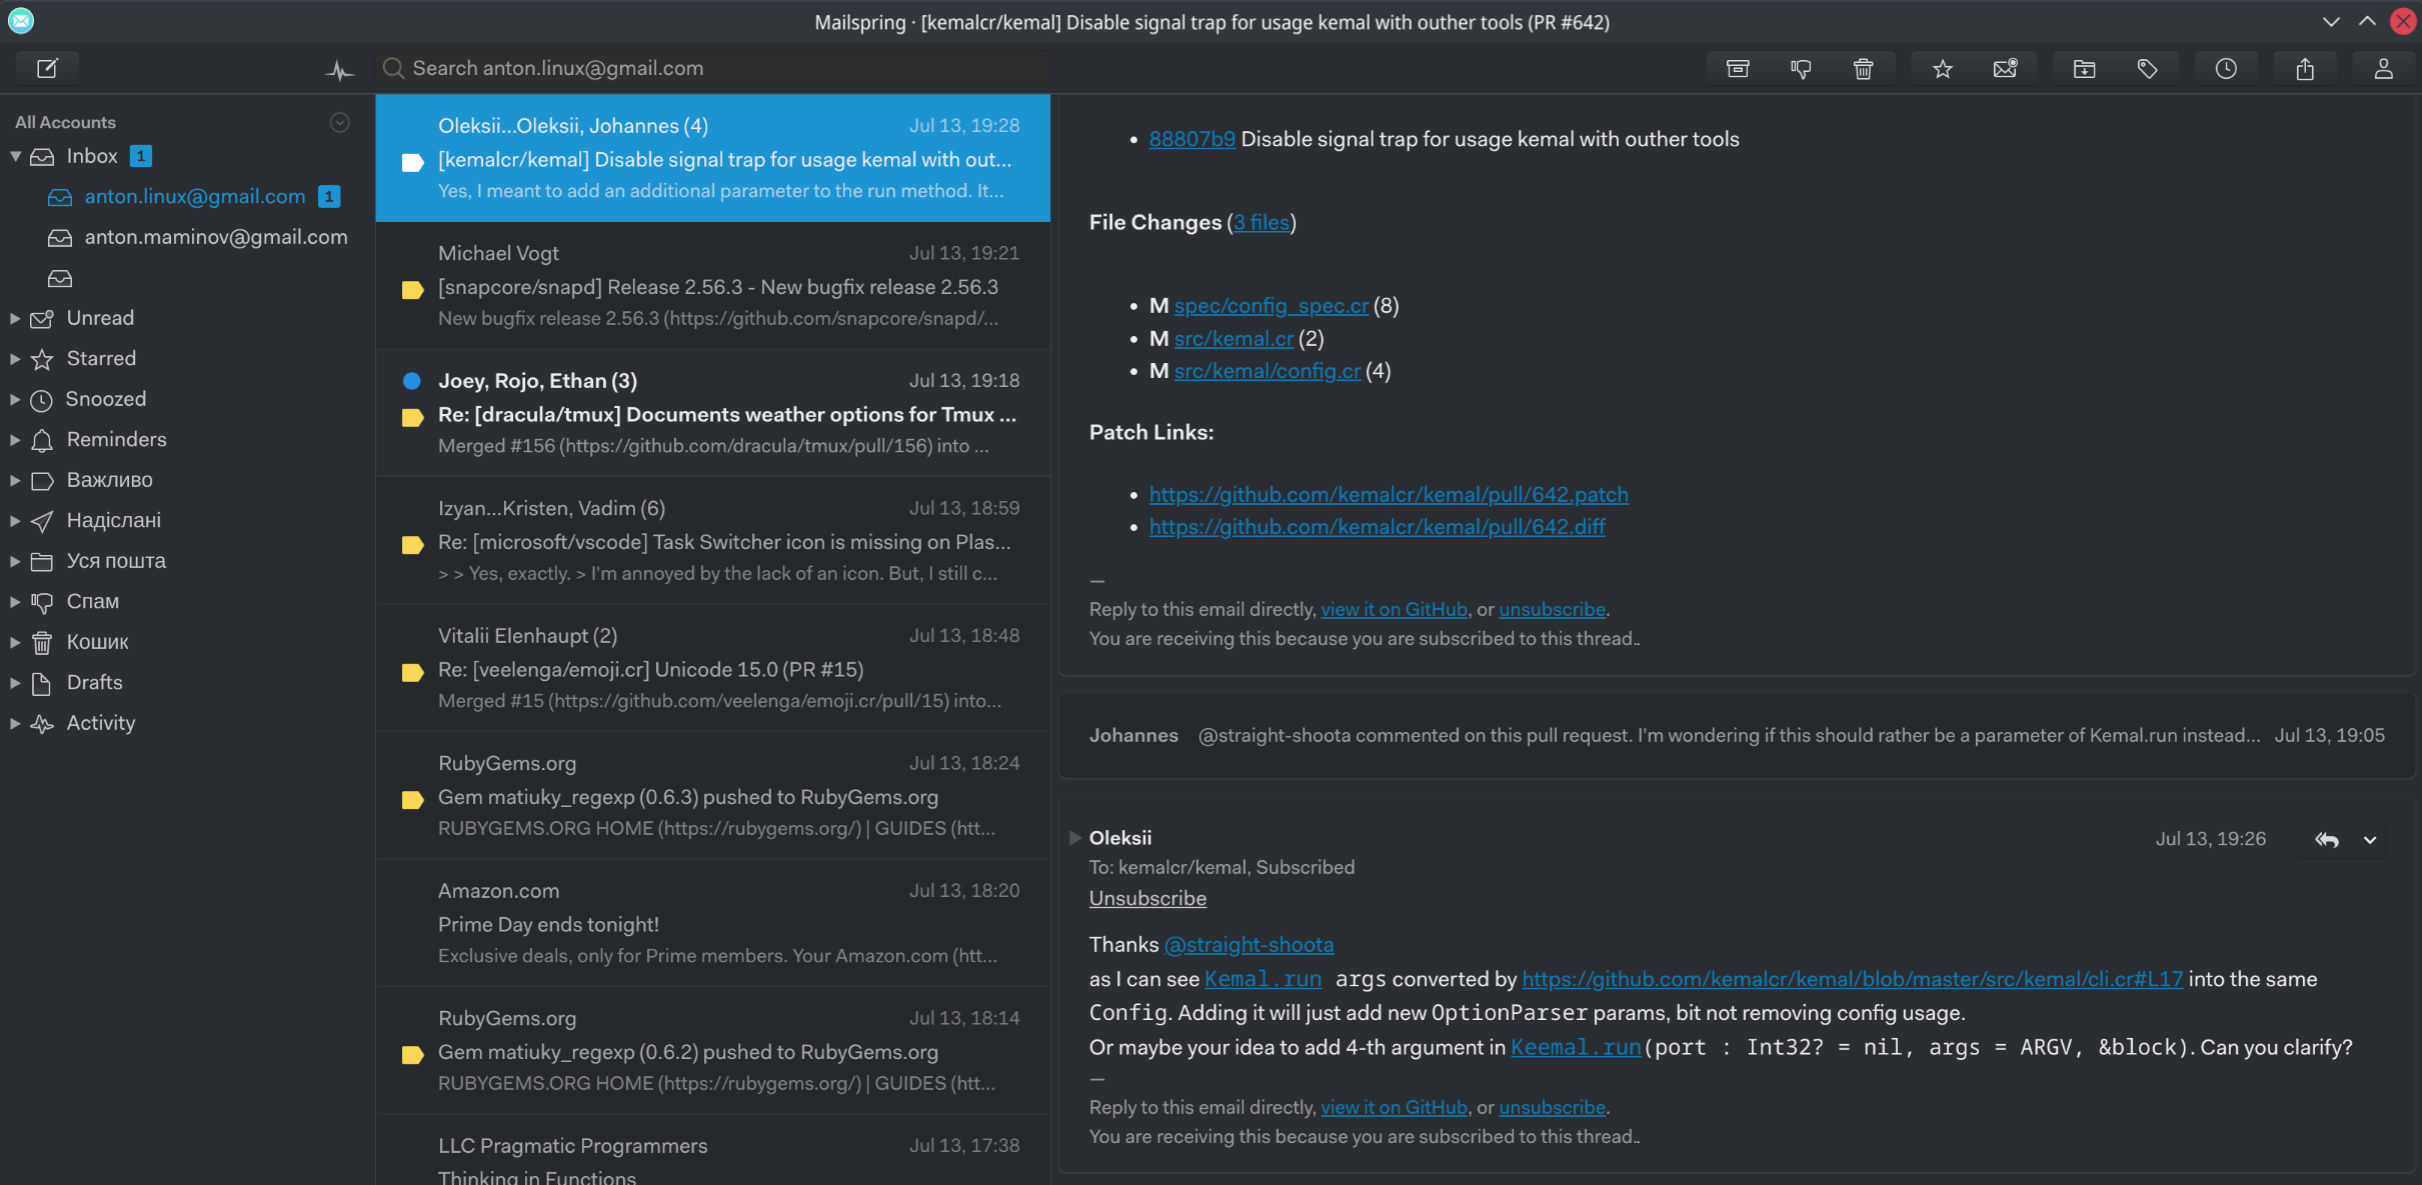 Mailspring · [kemalcr/kemal] Disable signal trap for usage kemal with outher tools (PR #642)
Search anton.linux@gmail.com
All Accounts
Inbox 1
anton.linux@gmail.com 1
anton.maminov@gmail.com
Unread
Starred
Snoozed
Reminders
Важливо
Надіслані
Уся пошта
Спам
Кошик
Drafts
Activity
Oleksii...Oleksii, Johannes (4) Jul 13, 19:28
[kemalcr/kemal] Disable signal trap for usage kemal with out...
Yes, I meant to add an additional parameter to the run method. It...
Michael Vogt Jul 13, 19:21
[snapcore/snapd] Release 2.56.3 - New bugfix release 2.56.3
New bugfix release 2.56.3 (https://github.com/snapcore/snapd/...
Joey, Rojo, Ethan (3) Jul 13, 19:18
Re: [dracula/tmux] Documents weather options for Tmux ...
Merged #156 (https://github.com/dracula/tmux/pull/156) into ...
Izyan...Kristen, Vadim (6) Jul 13, 18:59
Re: [microsoft/vscode] Task Switcher icon is missing on Plas...
> > Yes, exactly. > I'm annoyed by the lack of an icon. But, I still c...
Vitalii Elenhaupt (2) Jul 13, 18:48
Re: [veelenga/emoji.cr] Unicode 15.0 (PR #15)
Merged #15 (https://github.com/veelenga/emoji.cr/pull/15) into...
RubyGems.org Jul 13, 18:24
Gem matiuky_regexp (0.6.3) pushed to RubyGems.org
RUBYGEMS.ORG HOME (https://rubygems.org/) | GUIDES (htt...
Amazon.com Jul 13, 18:20
Prime Day ends tonight!
Exclusive deals, only for Prime members. Your Amazon.com (htt...
RubyGems.org Jul 13, 18:14
Gem matiuky_regexp (0.6.2) pushed to RubyGems.org
RUBYGEMS.ORG HOME (https://rubygems.org/) | GUIDES (htt...
LLC Pragmatic Programmers Jul 13, 17:38
Thinking in Functions
• 88807b9 Disable signal trap for usage kemal with outher tools
File Changes (3 files)
• M spec/config_spec.cr (8)
• M src/kemal.cr (2)
• M src/kemal/config.cr (4)
Patch Links:
• https://github.com/kemalcr/kemal/pull/642.patch
• https://github.com/kemalcr/kemal/pull/642.diff
—
Reply to this email directly, view it on GitHub, or unsubscribe.
You are receiving this because you are subscribed to this thread..
Johannes @straight-shoota commented on this pull request. I'm wondering if this should rather be a parameter of Kemal.run instead... Jul 13, 19:05
Oleksii Jul 13, 19:26
To: kemalcr/kemal, Subscribed
Unsubscribe
Thanks @straight-shoota
as I can see Kemal.run args converted by https://github.com/kemalcr/kemal/blob/master/src/kemal/cli.cr#L17 into the same
Config. Adding it will just add new OptionParser params, bit not removing config usage.
Or maybe your idea to add 4-th argument in Keemal.run(port : Int32? = nil, args = ARGV, &block). Can you clarify?
—
Reply to this email directly, view it on GitHub, or unsubscribe.
You are receiving this because you are subscribed to this thread..